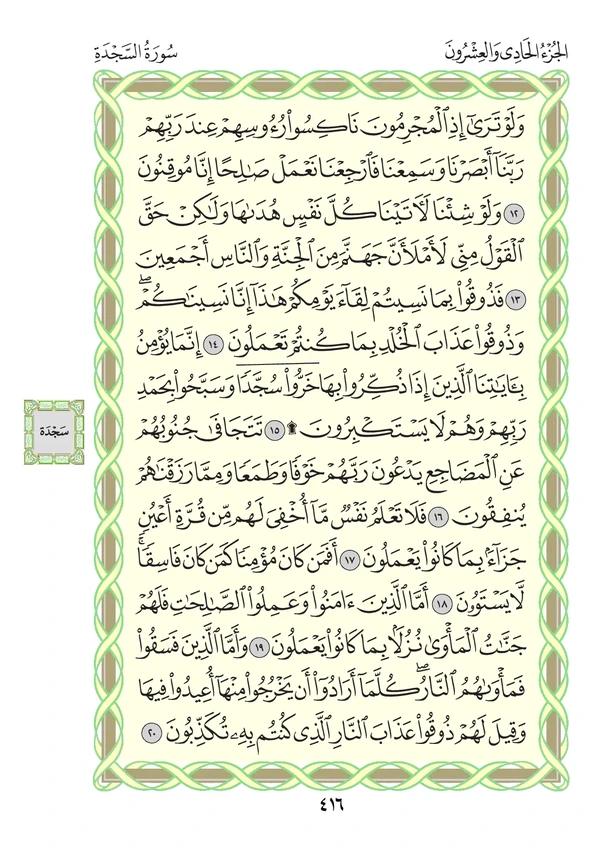 الجُزْءُ الحَادِى وَالعِشْرُونَ
سُورَةُ السَّجْدَةِ
وَلَوْ تَرَىٰٓ إِذِ ٱلْمُجْرِمُونَ نَاكِسُوا۟ رُءُوسِهِمْ عِندَ رَبِّهِمْ
رَبَّنَآ أَبْصَرْنَا وَسَمِعْنَا فَٱرْجِعْنَا نَعْمَلْ صَـٰلِحًا إِنَّا مُوقِنُونَ
١٢ وَلَوْ شِئْنَا لَـَٔاتَيْنَا كُلَّ نَفْسٍ هُدَىٰهَا وَلَـٰكِنْ حَقَّ
ٱلْقَوْلُ مِنِّى لَأَمْلَأَنَّ جَهَنَّمَ مِنَ ٱلْجِنَّةِ وَٱلنَّاسِ أَجْمَعِينَ
١٣ فَذُوقُوا۟ بِمَا نَسِيتُمْ لِقَآءَ يَوْمِكُمْ هَـٰذَآ إِنَّا نَسِينَـٰكُمْ ۖ
وَذُوقُوا۟ عَذَابَ ٱلْخُلْدِ بِمَا كُنتُمْ تَعْمَلُونَ ١٤ إِنَّمَا يُؤْمِنُ
بِـَٔايَـٰتِنَا ٱلَّذِينَ إِذَا ذُكِّرُوا۟ بِهَا خَرُّوا۟ سُجَّدًا وَسَبَّحُوا۟ بِحَمْدِ
رَبِّهِمْ وَهُمْ لَا يَسْتَكْبِرُونَ ۩ ١٥ تَتَجَافَىٰ جُنُوبُهُمْ
سَجْدَة
عَنِ ٱلْمَضَاجِعِ يَدْعُونَ رَبَّهُمْ خَوْفًا وَطَمَعًا وَمِمَّا رَزَقْنَـٰهُمْ
يُنفِقُونَ ١٦ فَلَا تَعْلَمُ نَفْسٌ مَّآ أُخْفِىَ لَهُم مِّن قُرَّةِ أَعْيُنٍ
جَزَآءًۢ بِمَا كَانُوا۟ يَعْمَلُونَ ١٧ أَفَمَن كَانَ مُؤْمِنًا كَمَن كَانَ فَاسِقًا ۚ
لَّا يَسْتَوُۥنَ ١٨ أَمَّا ٱلَّذِينَ ءَامَنُوا۟ وَعَمِلُوا۟ ٱلصَّـٰلِحَـٰتِ فَلَهُمْ
جَنَّـٰتُ ٱلْمَأْوَىٰ نُزُلًۢا بِمَا كَانُوا۟ يَعْمَلُونَ ١٩ وَأَمَّا ٱلَّذِينَ فَسَقُوا۟
فَمَأْوَىٰهُمُ ٱلنَّارُ ۖ كُلَّمَآ أَرَادُوٓا۟ أَن يَخْرُجُوا۟ مِنْهَآ أُعِيدُوا۟ فِيهَا
وَقِيلَ لَهُمْ ذُوقُوا۟ عَذَابَ ٱلنَّارِ ٱلَّذِى كُنتُم بِهِۦ تُكَذِّبُونَ ٢٠
٤١٦